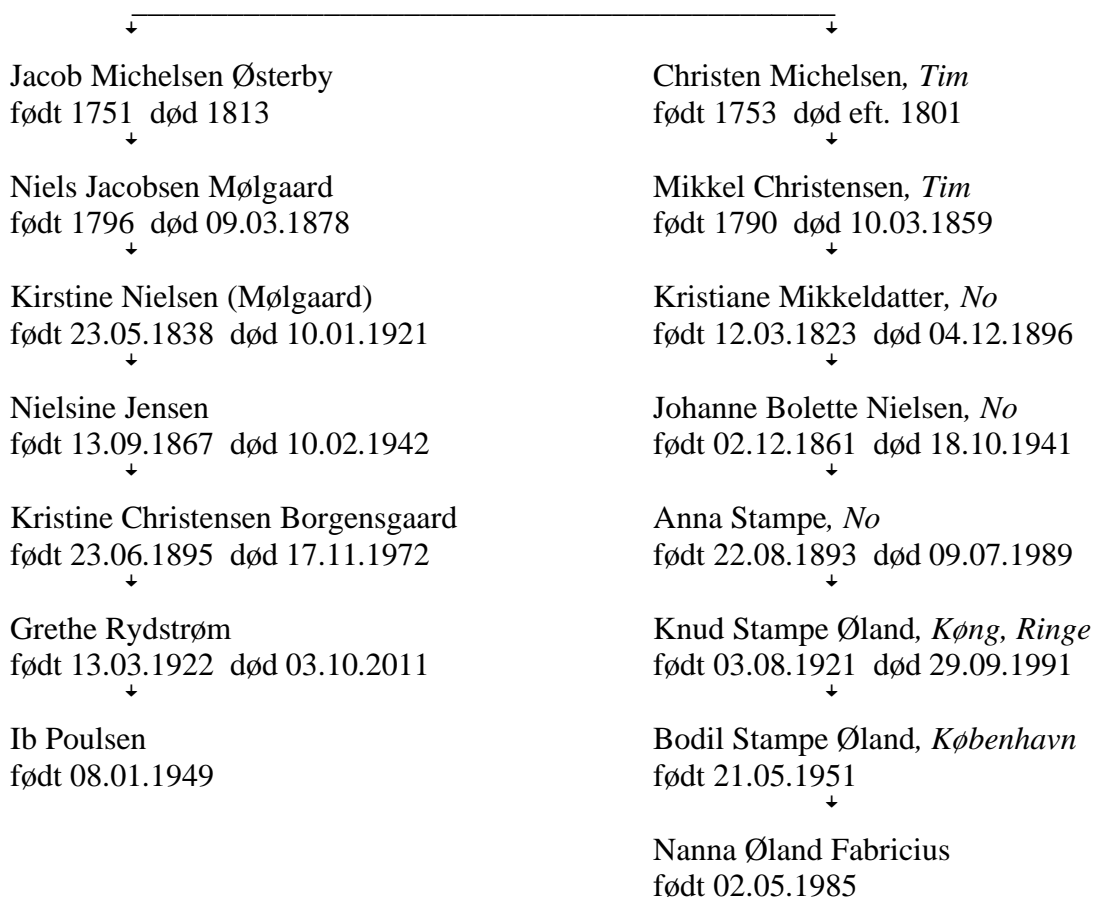 Jacob Michelsen Østerby
født 1751 død 1813
Niels Jacobsen Mølgaard
født 1796 død 09.03.1878
Kirstine Nielsen (Mølgaard)
født 23.05.1838 død 10.01.1921
Nielsine Jensen
født 13.09.1867 død 10.02.1942
Kristine Christensen Borgensgaard
født 23.06.1895 død 17.11.1972
Grethe Rydstrøm
født 13.03.1922 død 03.10.2011
Ib Poulsen
født 08.01.1949
Christen Michelsen, Tim
født 1753 død eft. 1801
Mikkel Christensen, Tim
født 1790 død 10.03.1859
Kristiane Mikkeldatter, No
født 12.03.1823 død 04.12.1896
Johanne Bolette Nielsen, No
født 02.12.1861 død 18.10.1941
Anna Stampe, No
født 22.08.1893 død 09.07.1989
Knud Stampe Øland, Køng, Ringe
født 03.08.1921 død 29.09.1991
Bodil Stampe Øland, København
født 21.05.1951
Nanna Øland Fabricius
født 02.05.1985